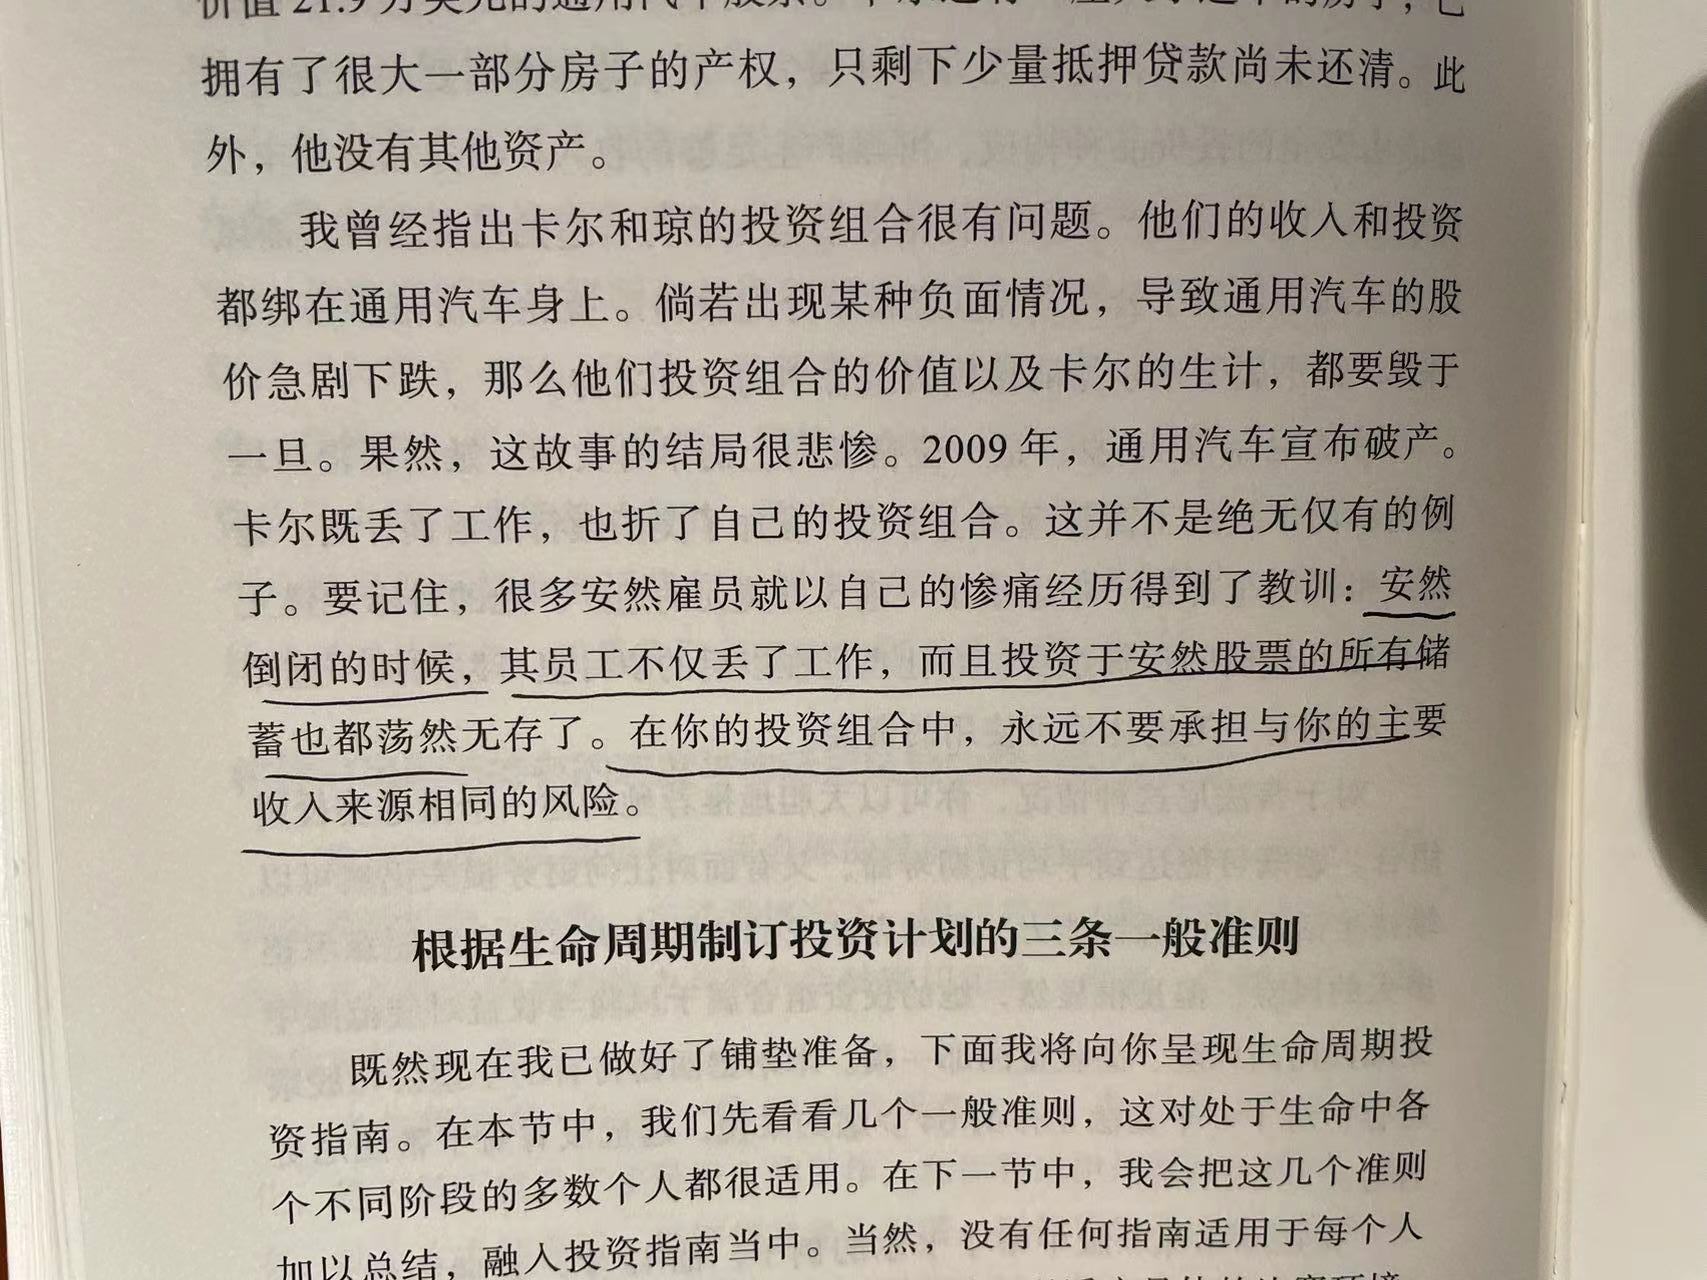 价值 21.9 万美元的通用汽车股票。
拥有了很大一部分房子的产权，只剩下少量抵押贷款尚未还清。此
外，他没有其他资产。
我曾经指出卡尔和琼的投资组合很有问题。他们的收入和投资
都绑在通用汽车身上。倘若出现某种负面情况，导致通用汽车的股
价急剧下跌，那么他们投资组合的价值以及卡尔的生计，都要毁于
一旦。果然，这故事的结局很悲惨。2009 年，通用汽车宣布破产。
卡尔既丢了工作，也折了自己的投资组合。这并不是绝无仅有的例
子。要记住，很多安然雇员就以自己的惨痛经历得到了教训：安然
倒闭的时候，其员工不仅丢了工作，而且投资于安然股票的所有储
蓄也都荡然无存了。在你的投资组合中，永远不要承担与你的主要
收入来源相同的风险。
根据生命周期制订投资计划的三条一般准则
既然现在我已做好了铺垫准备，下面我将向你呈现生命周期投
资指南。在本节中，我们先看看几个一般准则，这对处于生命中各
个不同阶段的多数个人都很适用。在下一节中，我会把这几个准则
加以总结，融入投资指南当中。当然，没有任何指南适用于每个人